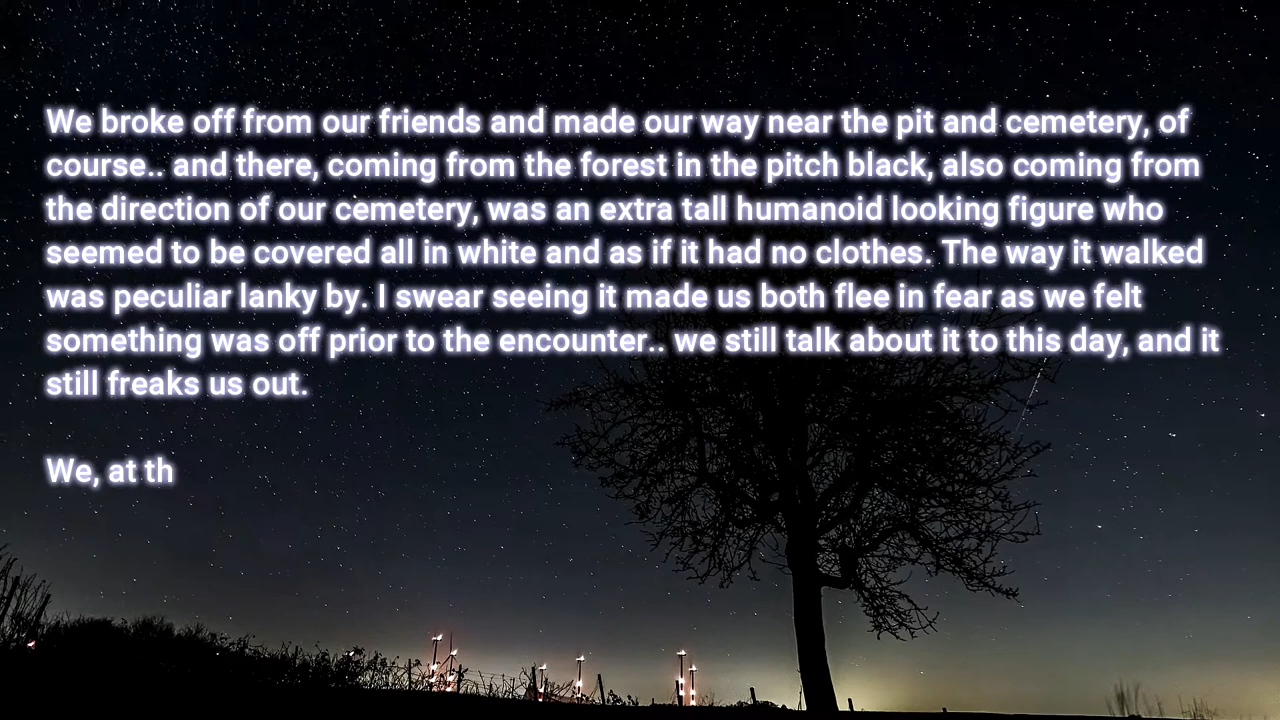 We broke off from our friends and made our way near the pit and cemetery, of
course.. and there, coming from the forest in the pitch black, also coming from
the direction of our cemetery, was an extra tall humanoid looking figure who
seemed to be covered all in white and as if it had no clothes. The way it walked
was peculiar lanky by. I swear seeing it made us both flee in fear as we felt
something was off prior to the encounter.. we still talk about it to this day, and it
still freaks us out.
We, at th